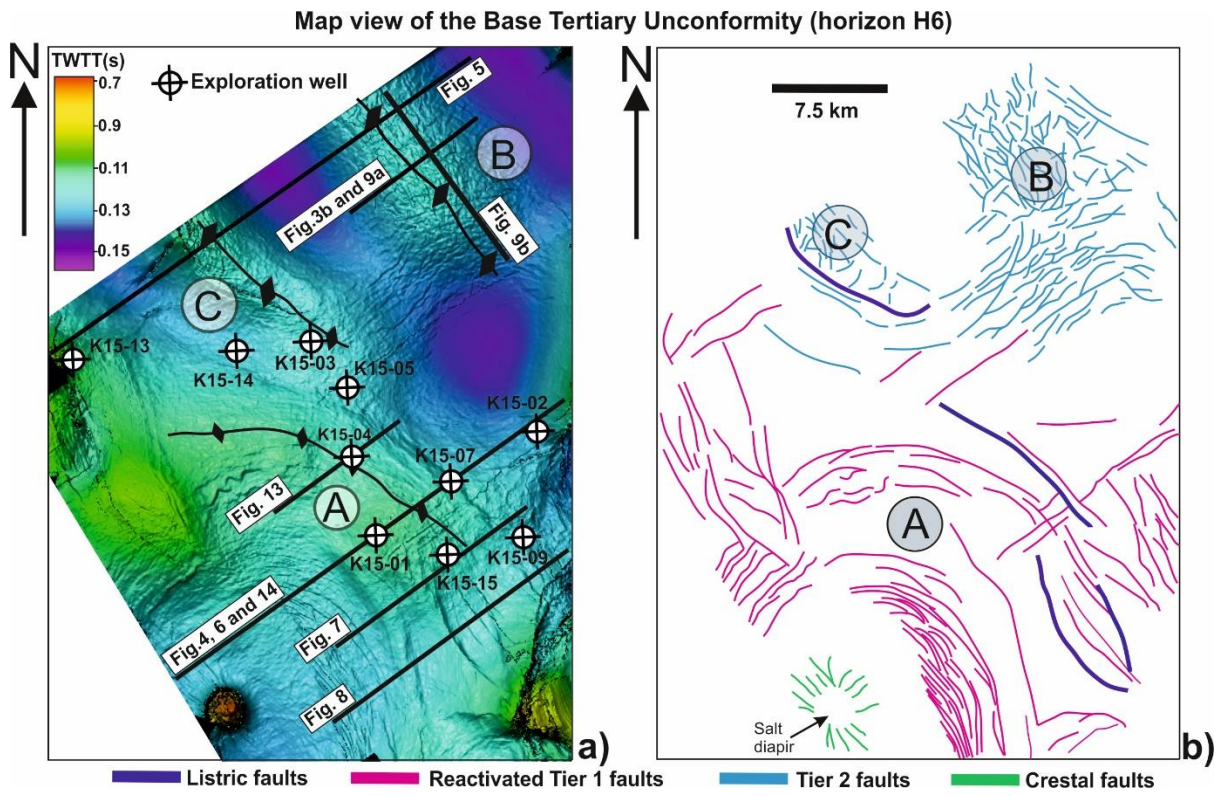 Map view of the Base Tertiary Unconformity (horizon H6)
N
TWTT(s)
0.7
0.9
-0.11
-0.13
-0.15
Exploration well
Fig. 5
B
Fig.3b and 9a
Fig. 9b
C
K15-13
K15-14
K15-03
K15-05
K15-02
K15-04
K15-07
Fig. 13
A
K15-01
K15-15
K15-09
Fig.4, 6 and 14
Fig. 7
Fig. 8
a)
N
7.5 km
B
C
A
Salt
diapir
b)
Listric faults
Reactivated Tier 1 faults
Tier 2 faults
Crestal faults